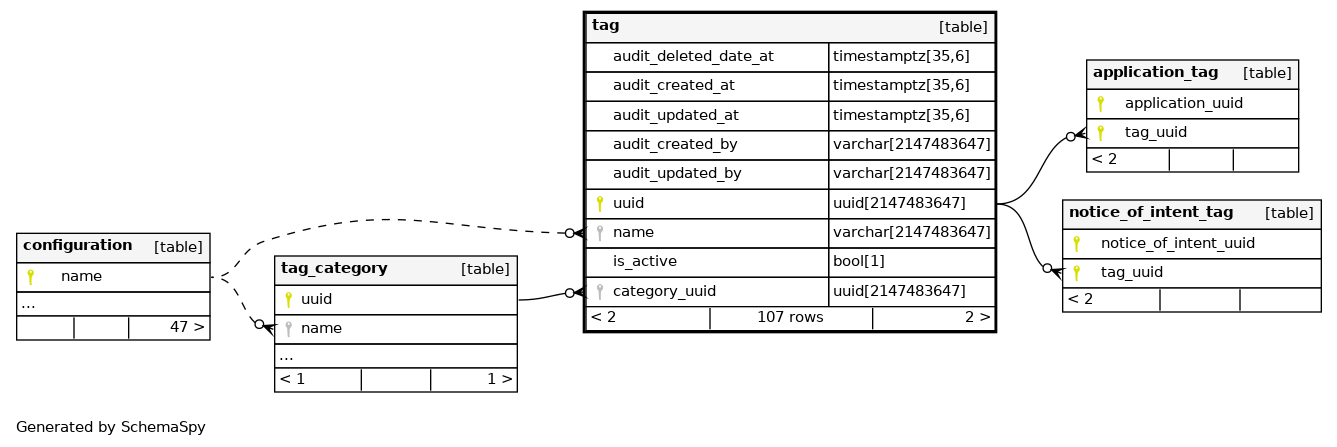 tag [table]
audit_deleted_date_at timestamptz[35,6]
audit_created_at timestamptz[35,6]
audit_updated_at timestamptz[35,6]
audit_created_by varchar[2147483647]
audit_updated_by varchar[2147483647]
uuid uuid[2147483647]
name varchar[2147483647]
is_active bool[1]
category_uuid uuid[2147483647]
< 2 107 rows 2 >
application_tag [table]
application_uuid
tag_uuid
< 2
notice_of_intent_tag [table]
notice_of_intent_uuid
tag_uuid
< 2
configuration [table]
name
...
47 >
tag_category [table]
uuid
name
...
< 1 1 >
Generated by SchemaSpy